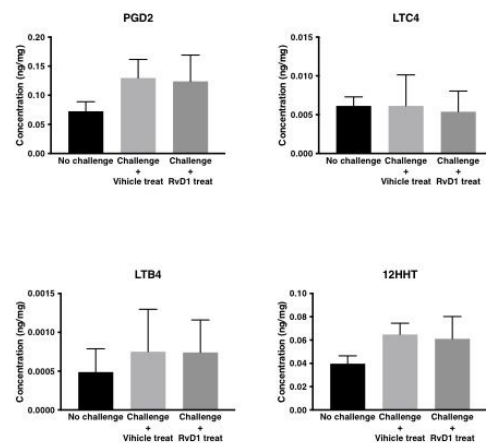 PGD2
Concentration (ng/mg)
0.20
0.15
0.10
0.05
0.00
No challenge
Challenge
+
Vihicle treat
Challenge
+
RvD1 treat
LTC4
Concentration (ng/mg)
0.015
0.010
0.005
0.000
No challenge
Challenge
+
Vihicle treat
Challenge
+
RvD1 treat
LTB4
Concentration (ng/mg)
0.0015
0.0010
0.0005
0.0000
No challenge
Challenge
+
Vihicle treat
Challenge
+
RvD1 treat
12HHT
Concentration (ng/mg)
0.10
0.08
0.06
0.04
0.02
0.00
No challenge
Challenge
+
Vihicle treat
Challenge
+
RvD1 treat